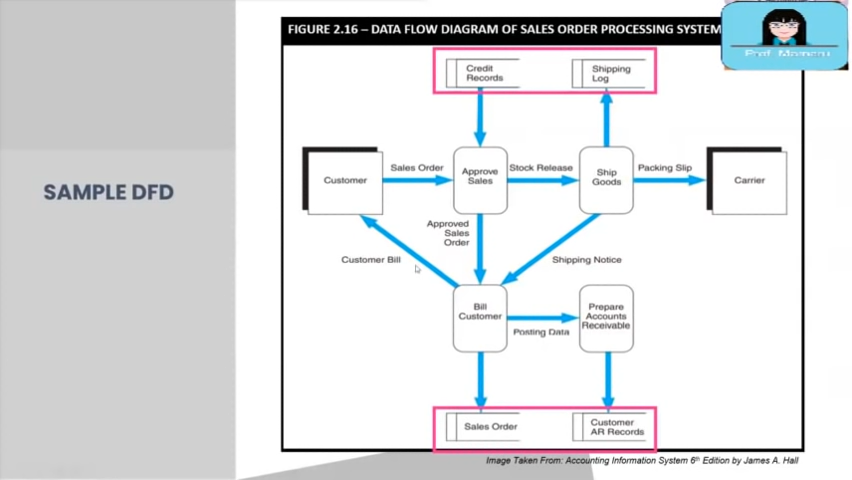 FIGURE 2.16 – DATA FLOW DIAGRAM OF SALES ORDER PROCESSING SYSTEM
Credit
Records
Shipping
Log
SAMPLE DFD
Customer
Sales Order
Approve
Sales
Stock Release
Ship
Goods
Packing Slip
Carrier
Approved
Sales
Order
Customer Bill
Shipping Notice
Bill
Customer
Posting Data
Prepare
Accounts
Receivable
Sales Order
Customer
AR Records
Image Taken From: Accounting Information System 6th Edition by James A. Hall